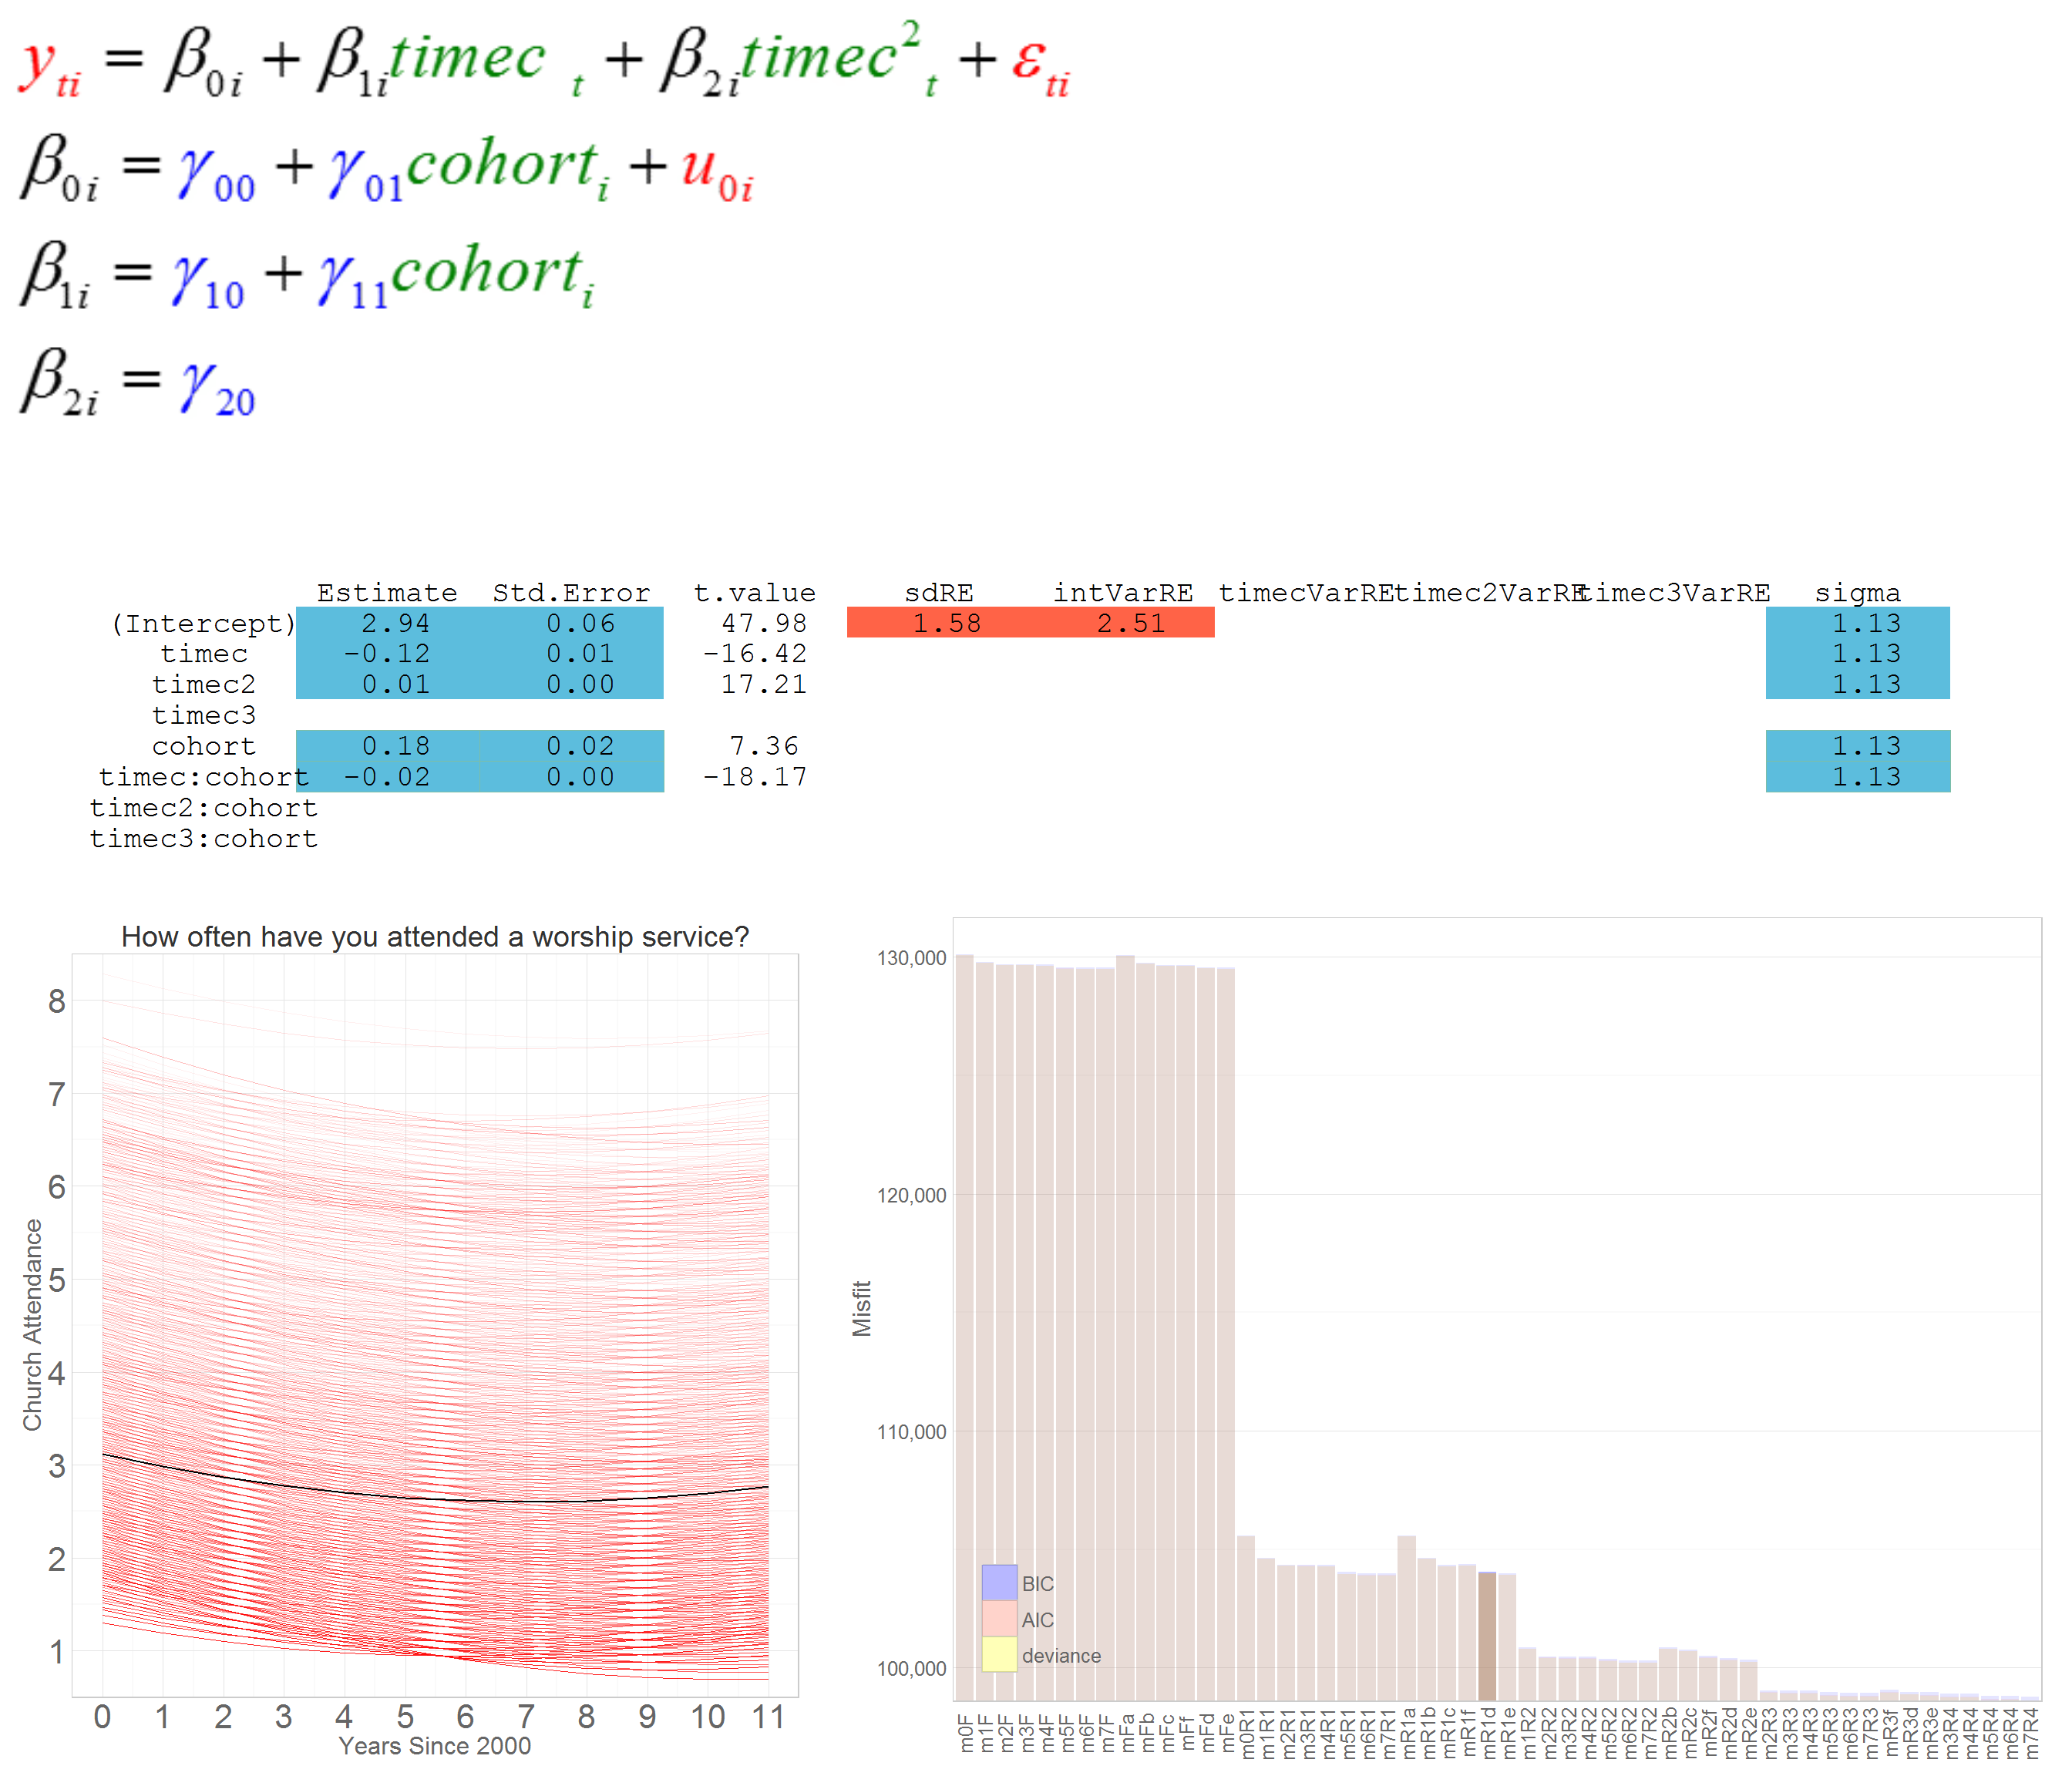 y_ti = β_0i + β_1i timec_t + β_2i timec²_t + ε_ti
β_0i = γ_00 + γ_01 cohort_i + u_0i
β_1i = γ_10 + γ_11 cohort_i
β_2i = γ_20
Estimate Std.Error t.value sdRE intVarRE timecVarRE timec2VarRE timec3VarRE sigma
(Intercept) 2.94 0.06 47.98 1.58 2.51 1.13
timec -0.12 0.01 -16.42 1.13
timec2 0.01 0.00 17.21 1.13
timec3
cohort 0.18 0.02 7.36 1.13
timec:cohort -0.02 0.00 -18.17 1.13
timec2:cohort
timec3:cohort
How often have you attended a worship service?
Church Attendance
8
7
6
5
4
3
2
1
0 1 2 3 4 5 6 7 8 9 10 11
Years Since 2000
Misfit
130,000
120,000
110,000
100,000
BIC
AIC
deviance
m0F m1F m2F m3F m4F m5F m6F m7F mFa mFb mFc mFf mFd mFe m0R1 m1R1 m2R1 m3R1 m4R1 m5R1 m6R1 m7R1 mR1a mR1b mR1c mR1f mR1d mR1e m1R2 m2R2 m3R2 m4R2 m5R2 m6R2 m7R2 mR2b mR2c mR2f mR2d mR2e m2R3 m3R3 m4R3 m5R3 m6R3 m7R3 mR3f mR3d mR3e m3R4 m4R4 m5R4 m6R4 m7R4